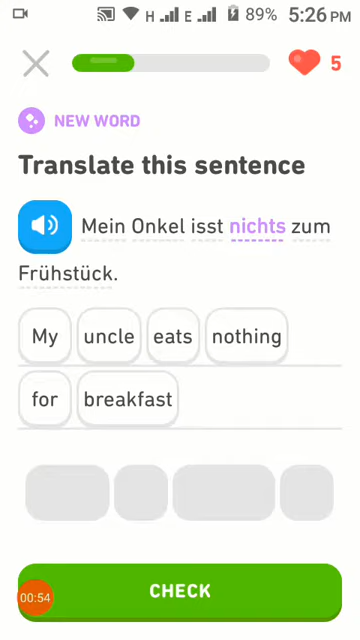 H E 89% 5:26 PM
5
NEW WORD
Translate this sentence
Mein Onkel isst nichts zum
Frühstück.
My uncle eats nothing
for breakfast
CHECK
00:54